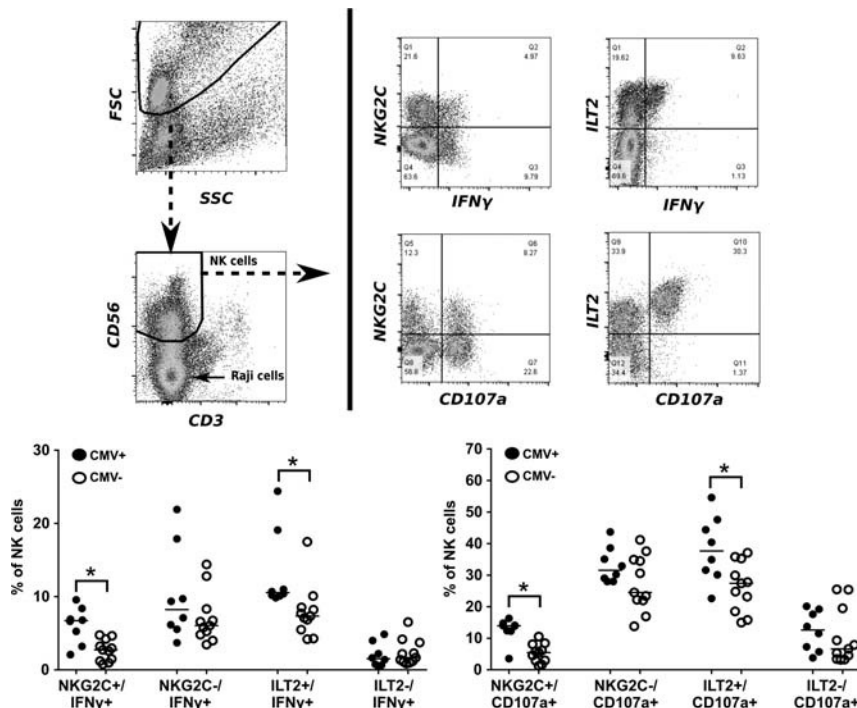 FSC
SSC
CD56
NK cells
Raji cells
CD3
Q1
21.6
Q2
4.97
Q4
63.6
Q3
9.79
NKG2C
IFNγ
Q1
19.62
Q2
9.63
Q4
Q3
1.13
ILT2
IFNγ
Q5
12.3
Q6
8.27
Q7
22.6
NKG2C
CD107a
Q9
33.9
Q10
30.3
Q12
34.4
Q11
1.37
ILT2
CD107a
% of NK cells
30
20
10
0
CMV+
CMV-
*
*
NKG2C+/
IFNγ+
NKG2C-/
IFNγ+
ILT2+/
IFNγ+
ILT2-/
IFNγ+
% of NK cells
70
60
50
40
30
20
10
0
CMV+
CMV-
*
*
NKG2C+/
CD107a+
NKG2C-/
CD107a+
ILT2+/
CD107a+
ILT2-/
CD107a+